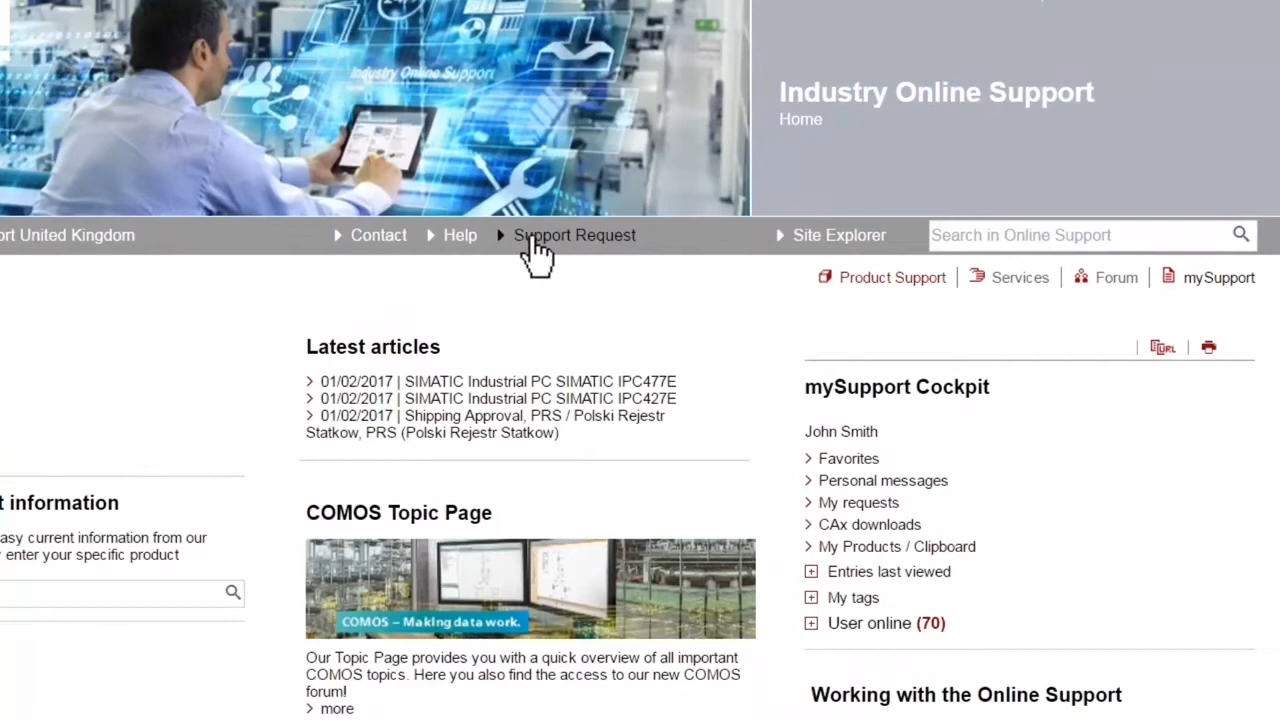 Industry Online Support
Industry Online Support
Home
ort United Kingdom
Contact
Help
Support Request
Site Explorer
Search in Online Support
Product Support
Services
Forum
mySupport
Latest articles
01/02/2017 | SIMATIC Industrial PC SIMATIC IPC477E
01/02/2017 | SIMATIC Industrial PC SIMATIC IPC427E
01/02/2017 | Shipping Approval, PRS / Polski Rejestr
Statkow, PRS (Polski Rejestr Statkow)
URL
mySupport Cockpit
John Smith
Favorites
Personal messages
My requests
CAx downloads
My Products / Clipboard
Entries last viewed
My tags
User online (70)
t information
asy current information from our
enter your specific product
COMOS Topic Page
COMOS – Making data work.
Our Topic Page provides you with a quick overview of all important
COMOS topics. Here you also find the access to our new COMOS
forum!
more
Working with the Online Support